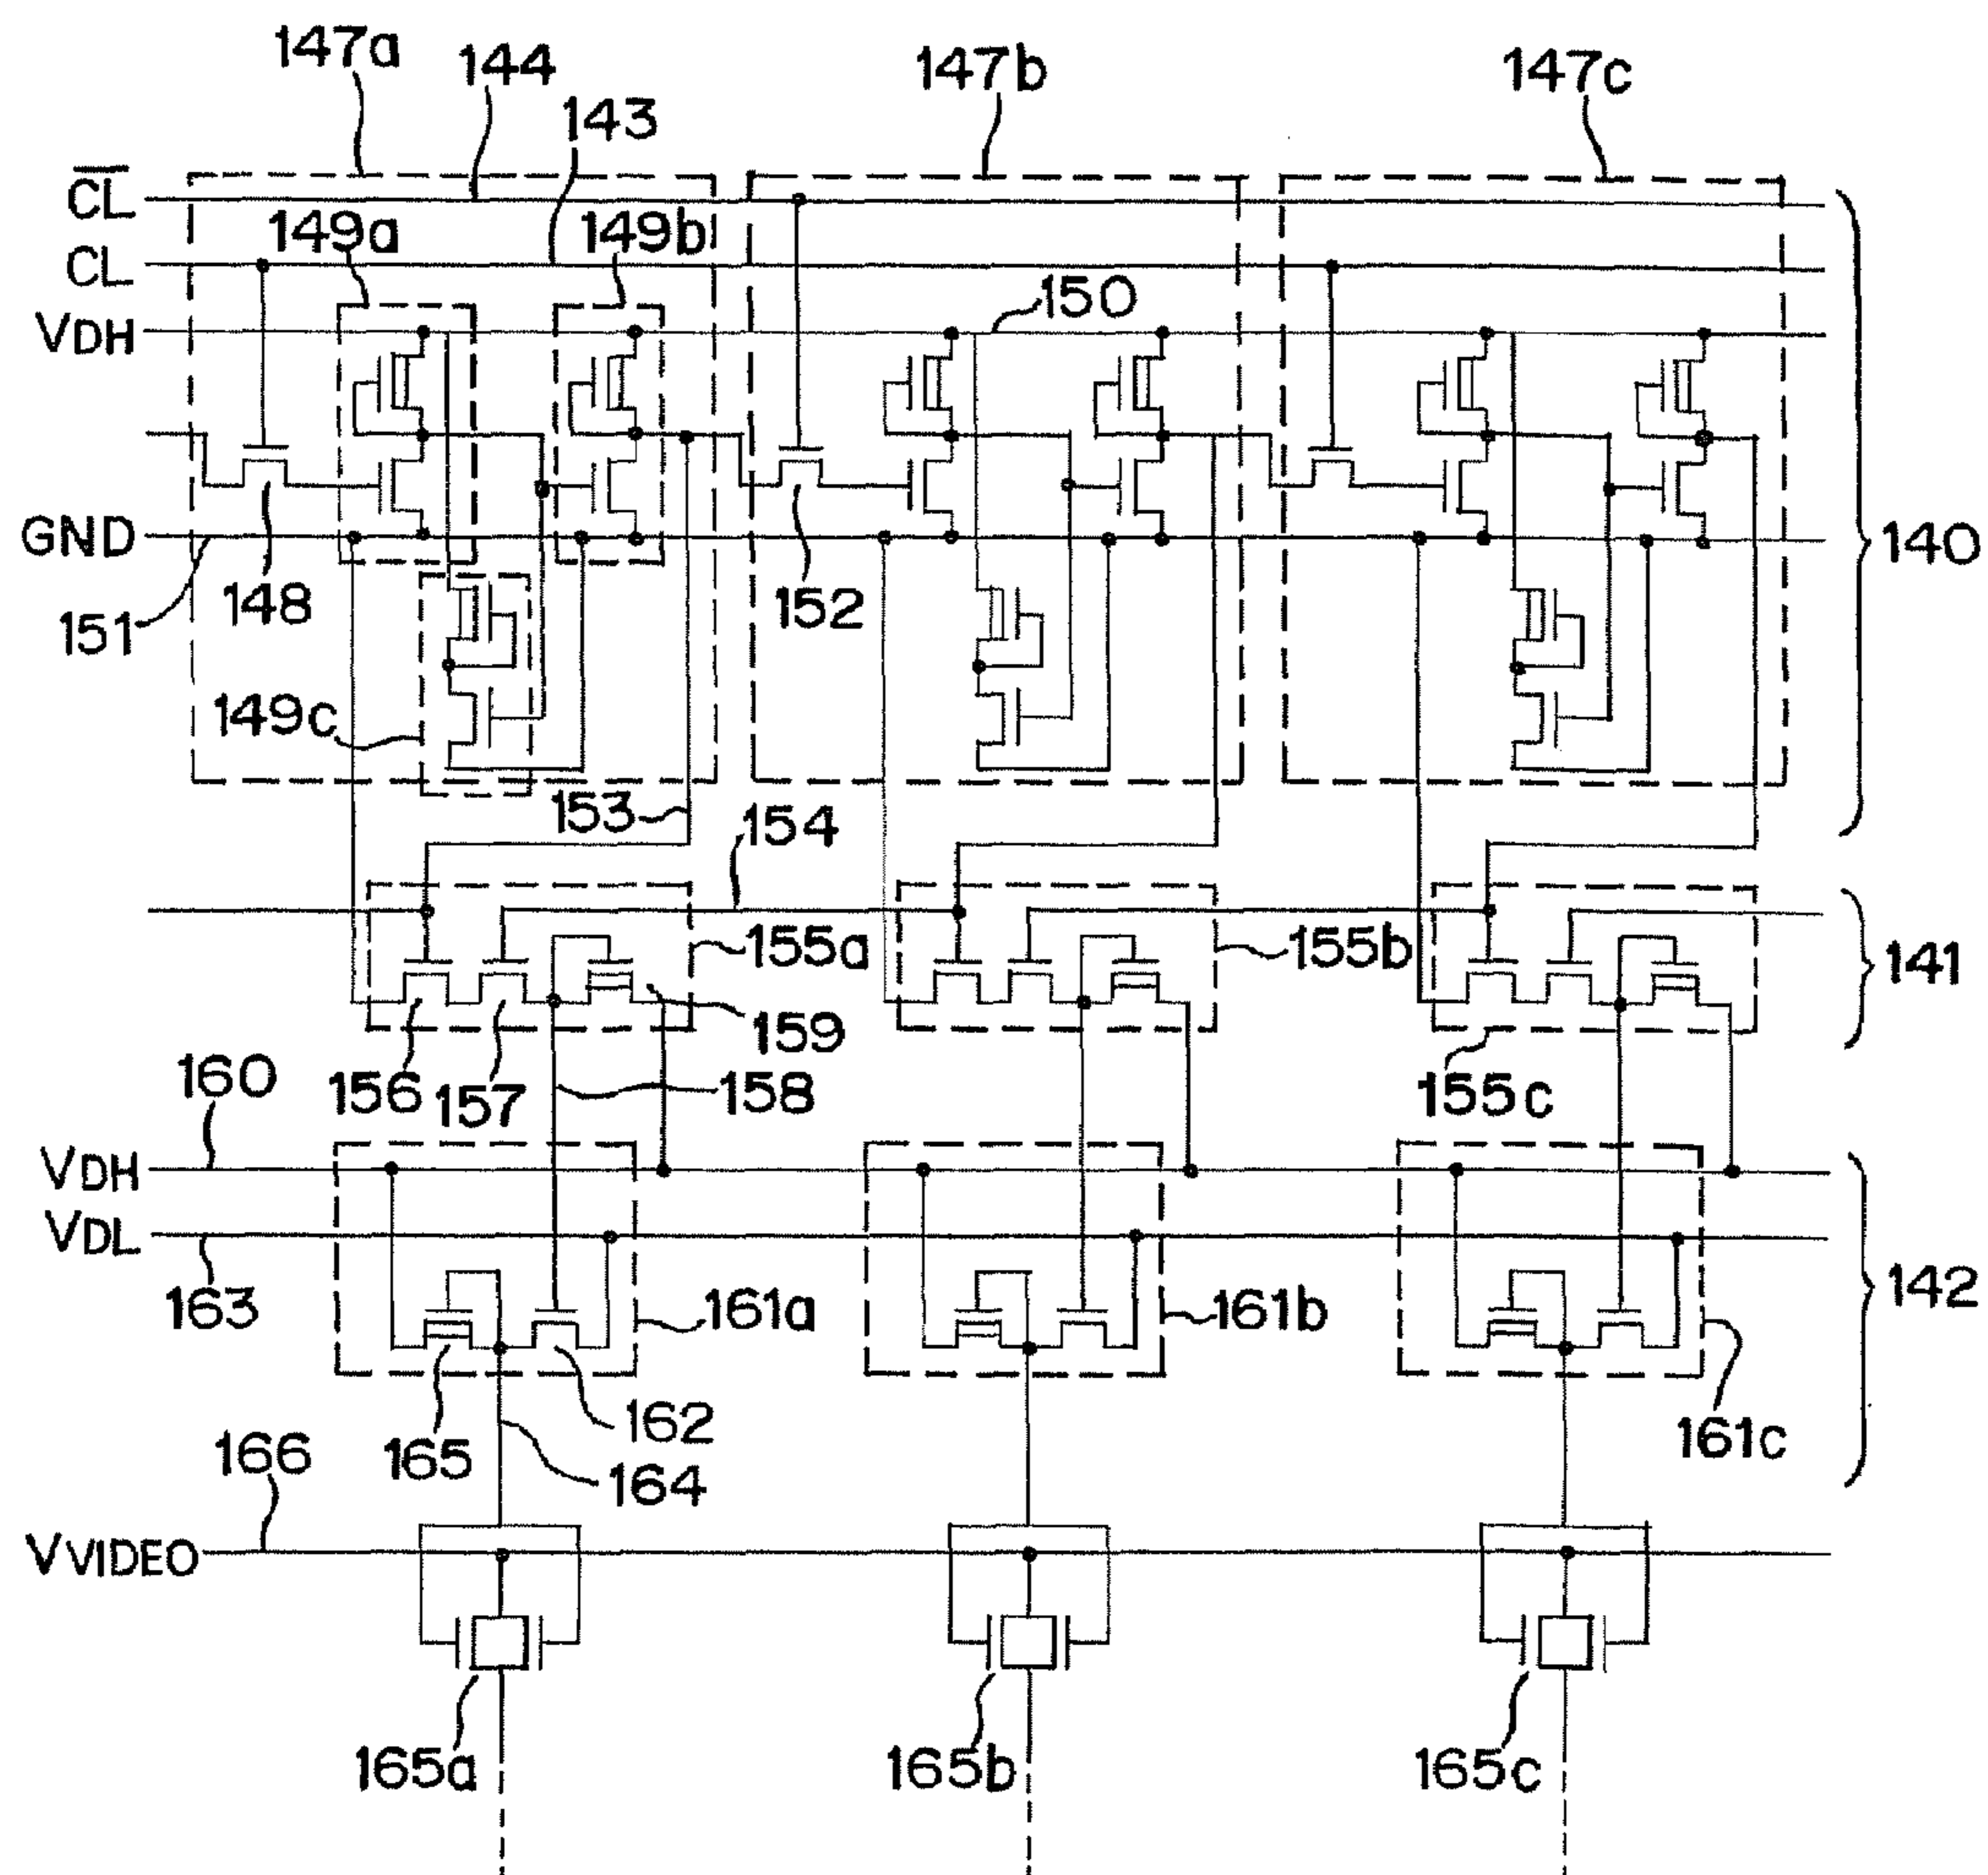 147a
144
147b
147c
143
C̅L̅
149a
149b
CL
150
VDH
GND
140
148
152
151
149c
153
154
155a
155b
141
159
160
156
157
158
155c
VDH
VDL
163
161a
161b
142
162
161c
166
165
164
VVIDEO
165a
165b
165c